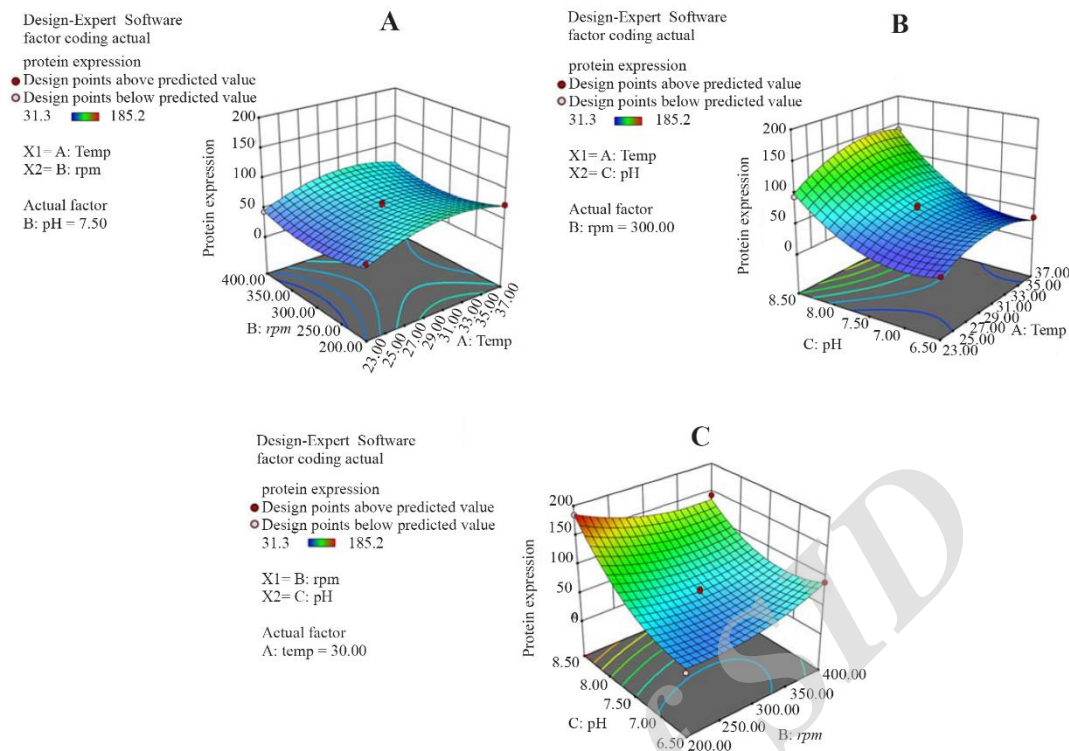 A
Design-Expert Software
factor coding actual
protein expression
Design points above predicted value
Design points below predicted value
31.3 185.2
X1= A: Temp
X2= B: rpm
Actual factor
B: pH = 7.50
Protein expression
200
150
100
50
0
400.00
350.00
300.00
250.00
200.00
B: rpm
23.00
25.00
27.00
29.00
31.00
33.00
35.00
37.00
A: Temp
B
Design-Expert Software
factor coding actual
protein expression
Design points above predicted value
Design points below predicted value
31.3 185.2
X1= A: Temp
X2= C: pH
Actual factor
B: rpm = 300.00
Protein expression
200
150
100
50
0
8.50
8.00
7.50
7.00
6.50
C: pH
37.00
35.00
33.00
31.00
29.00
27.00
25.00
23.00
A: Temp
C
Design-Expert Software
factor coding actual
protein expression
Design points above predicted value
Design points below predicted value
31.3 185.2
X1= B: rpm
X2= C: pH
Actual factor
A: temp = 30.00
Protein expression
200
150
100
50
0
8.50
8.00
7.50
7.00
6.50
C: pH
400.00
350.00
300.00
250.00
200.00
B: rpm
SID